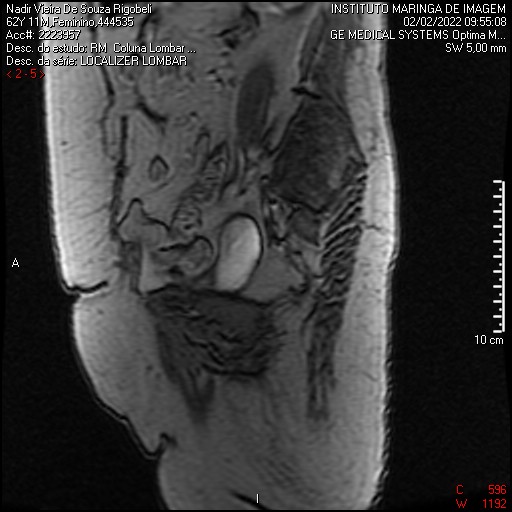 Nadir Vieira De Souza Rigobeli
62Y 11M,Feminino,444535
Acc#: 2223957
Desc. do estudo: RM Coluna Lombar ...
Desc. da série: LOCALIZER LOMBAR
< 2 - 5 >
INSTITUTO MARINGA DE IMAGEM
02/02/2022 09:55:08
GE MEDICAL SYSTEMS Optima M...
SW 5,00 mm
A
10 cm
I
C 596
W 1192